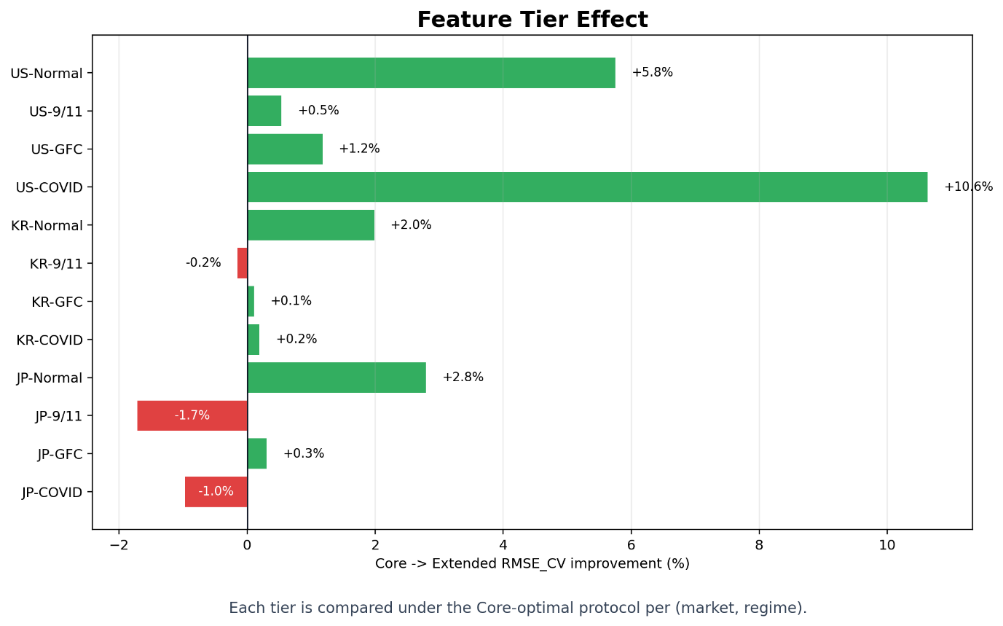 Feature Tier Effect
US-Normal +5.8%
US-9/11 +0.5%
US-GFC +1.2%
US-COVID +10.6%
KR-Normal +2.0%
KR-9/11 -0.2%
KR-GFC +0.1%
KR-COVID +0.2%
JP-Normal +2.8%
JP-9/11 -1.7%
JP-GFC +0.3%
JP-COVID -1.0%
−2 0 2 4 6 8 10
Core -> Extended RMSE_CV improvement (%)
Each tier is compared under the Core-optimal protocol per (market, regime).